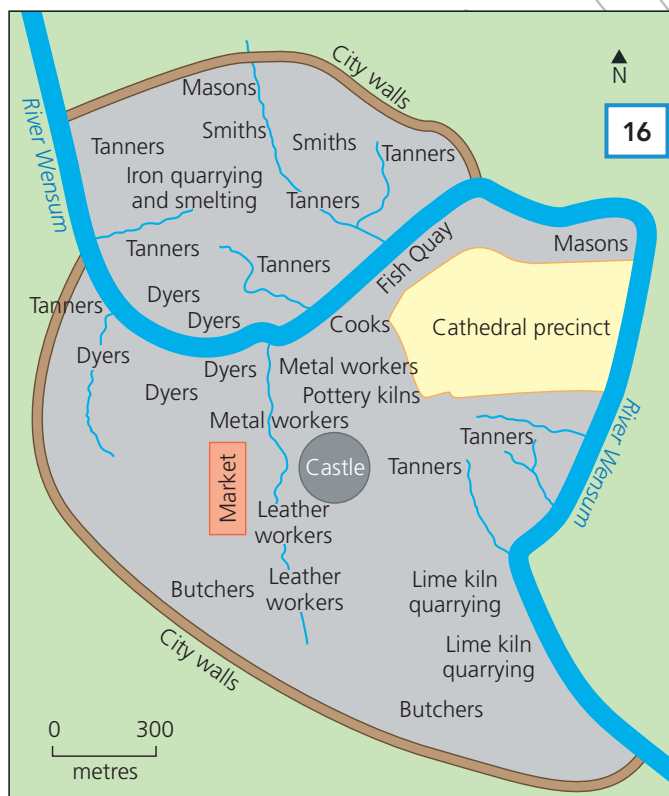 City walls
N
16
River Wensum
Masons
Smiths
Smiths
Tanners
Tanners
Iron quarrying
and smelting
Tanners
Tanners
Tanners
Fish Quay
Masons
Dyers
Tanners
Dyers
Cooks
Cathedral precinct
Dyers
Dyers
Metal workers
Dyers
Pottery kilns
Metal workers
River Wensum
Tanners
Market
Castle
Tanners
Leather
workers
Butchers
Leather
workers
Lime kiln
quarrying
City walls
Lime kiln
quarrying
Butchers
0 300
metres